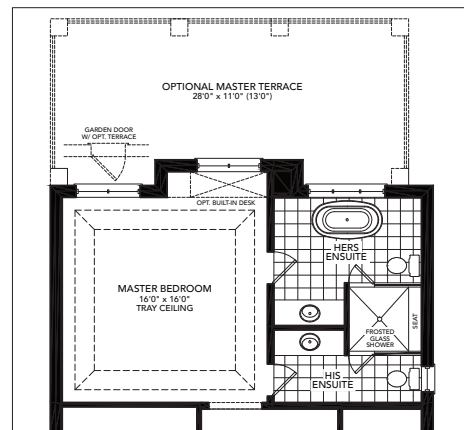 OPTIONAL MASTER TERRACE
28'0" x 11'0" (13'0")
GARDEN DOOR
W/ OPT. TERRACE
OPT. BUILT-IN DESK
HERS
ENSUITE
MASTER BEDROOM
16'0" x 16'0"
TRAY CEILING
SEAT
FROSTED
GLASS
SHOWER
HIS
ENSUITE